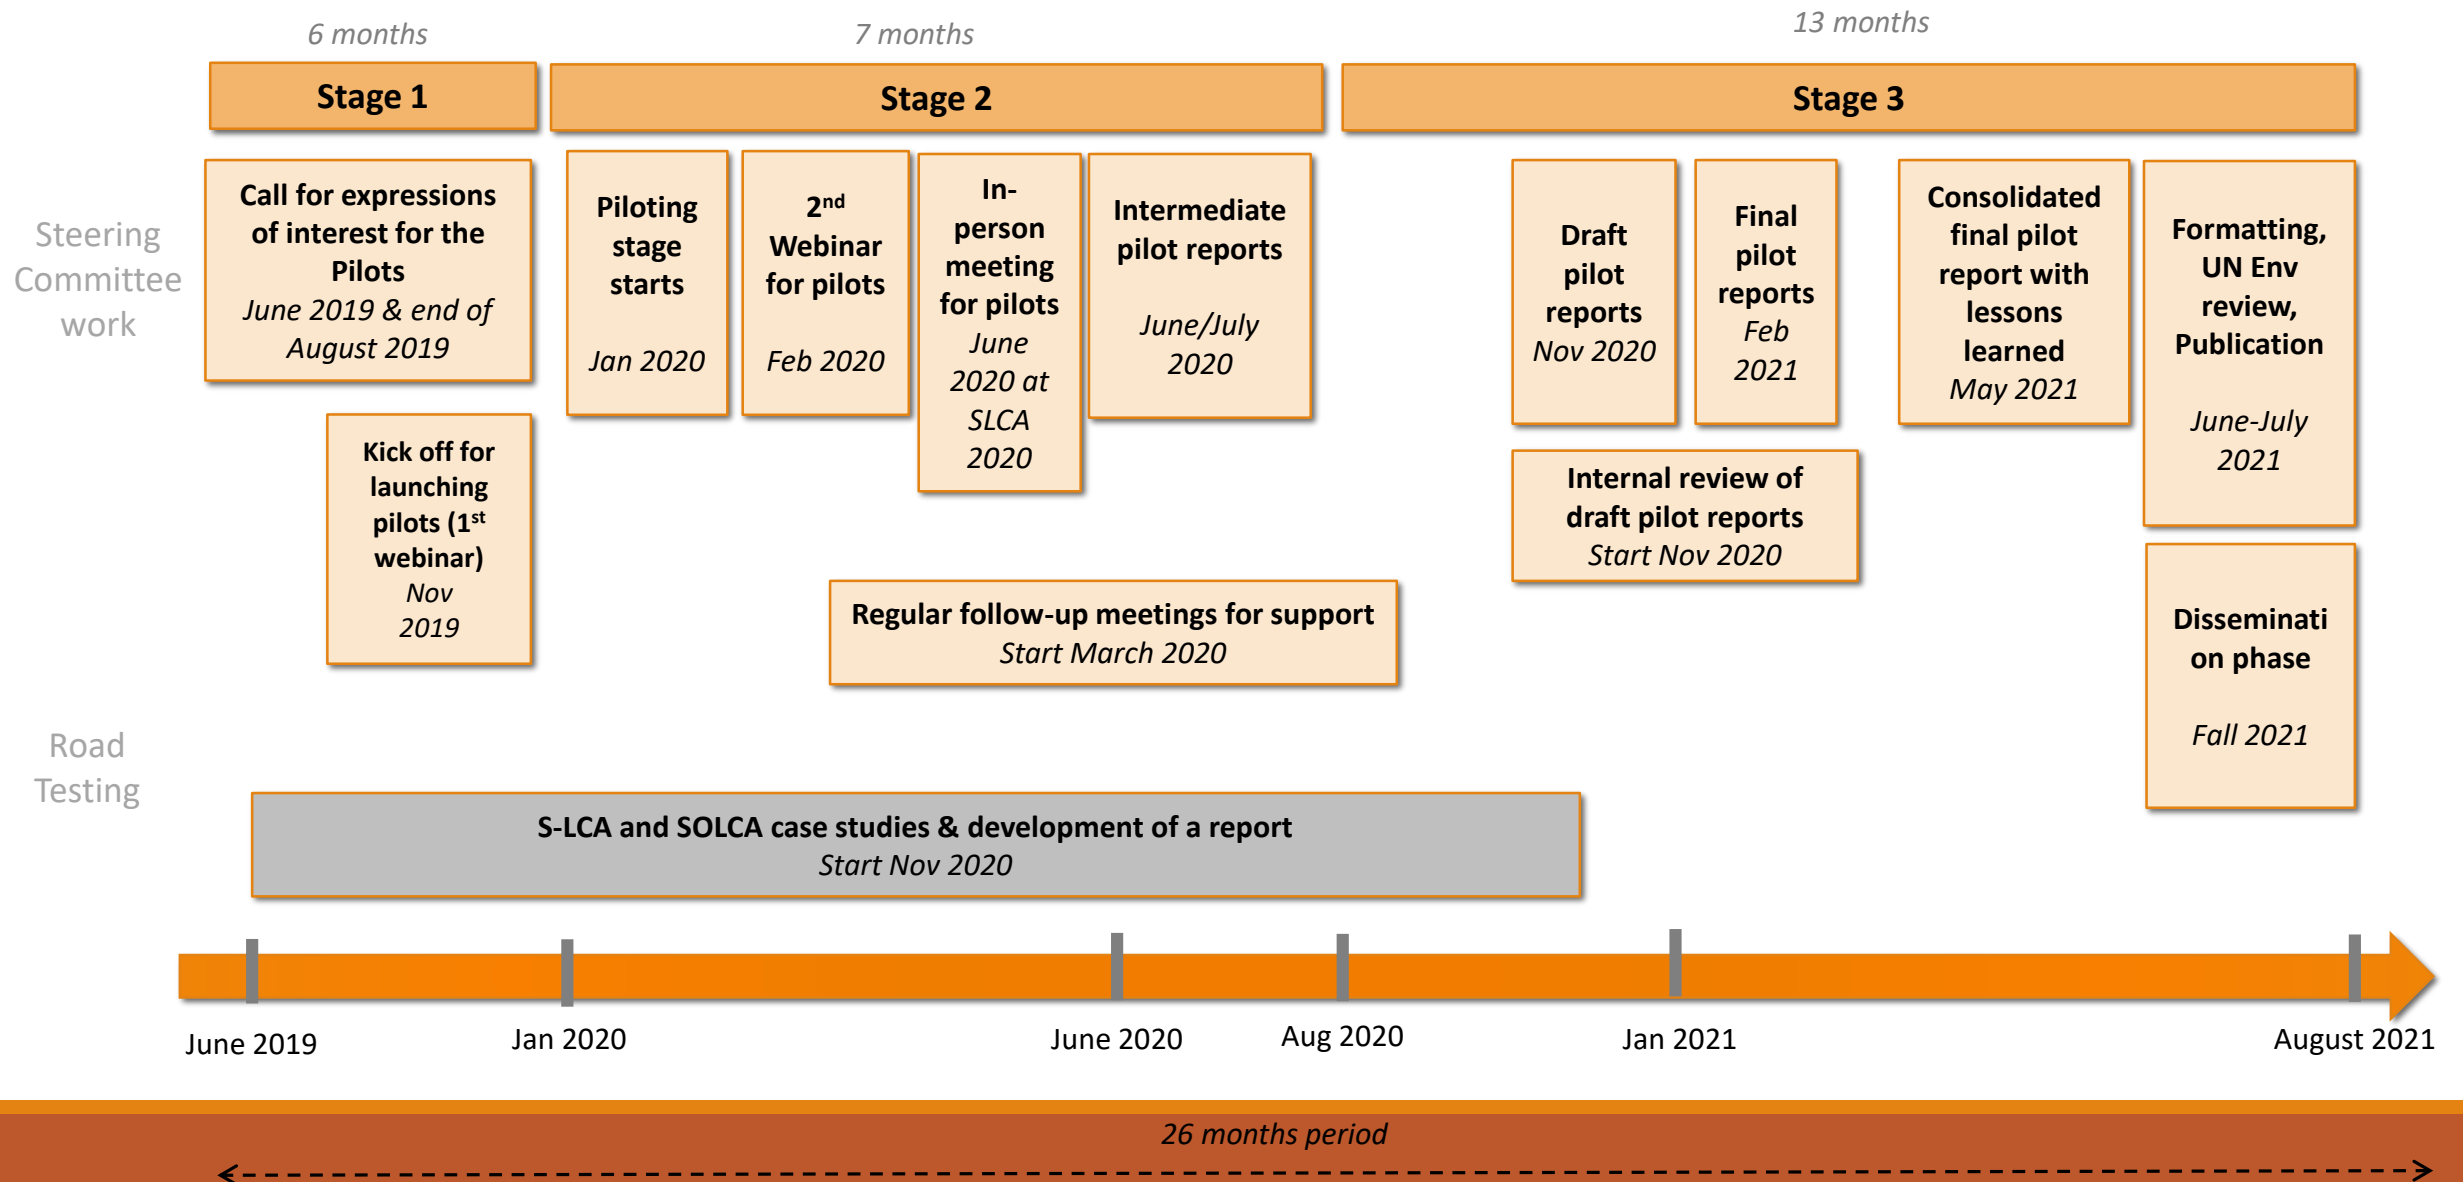 6 months
7 months
13 months
Stage 1
Stage 2
Stage 3
Steering
Committee
work
Call for expressions
of interest for the
Pilots
June 2019 & end of
August 2019
Kick off for
launching
pilots (1st
webinar)
Nov
2019
Piloting
stage
starts
Jan 2020
2nd
Webinar
for pilots
Feb 2020
In-
person
meeting
for pilots
June
2020 at
SLCA
2020
Intermediate
pilot reports
June/July
2020
Regular follow-up meetings for support
Start March 2020
Draft
pilot
reports
Nov 2020
Final
pilot
reports
Feb
2021
Internal review of
draft pilot reports
Start Nov 2020
Consolidated
final pilot
report with
lessons
learned
May 2021
Formatting,
UN Env
review,
Publication
June-July
2021
Disseminati
on phase
Fall 2021
Road
Testing
S-LCA and SOLCA case studies & development of a report
Start Nov 2020
June 2019
Jan 2020
June 2020
Aug 2020
Jan 2021
August 2021
26 months period